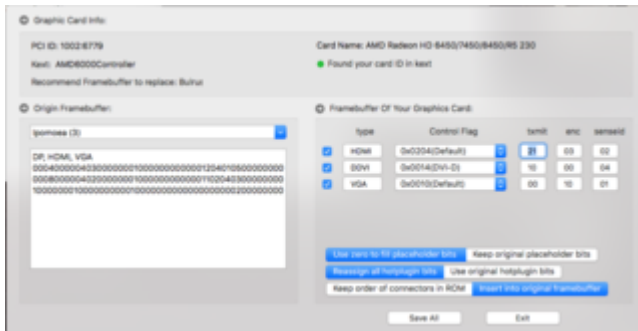 Graphic Card Info:
PCI ID: 1002:6779
Card Name: AMD Radeon HD 6450/7450/8450/R5 230
Kext: AMD6000Controller
Found your card ID in kext
Recommend Framebuffer to replace: Bulrus
Origin Framebuffer:
Framebuffer Of Your Graphics Card:
Ipomoea (3)
type Control Flag txmit enc senseid
DP, HDMI, VGA
HDMI 0x0204(Default) 21 03 02
DDVI 0x0014(DVI-D) 10 00 04
VGA 0x0010(Default) 00 10 01
Use zero to fill placeholder bits Keep original placeholder bits
Reassign all hotplugin bits Use original hotplugin bits
Keep order of connectors in ROM Insert into original framebuffer
Save All Exit